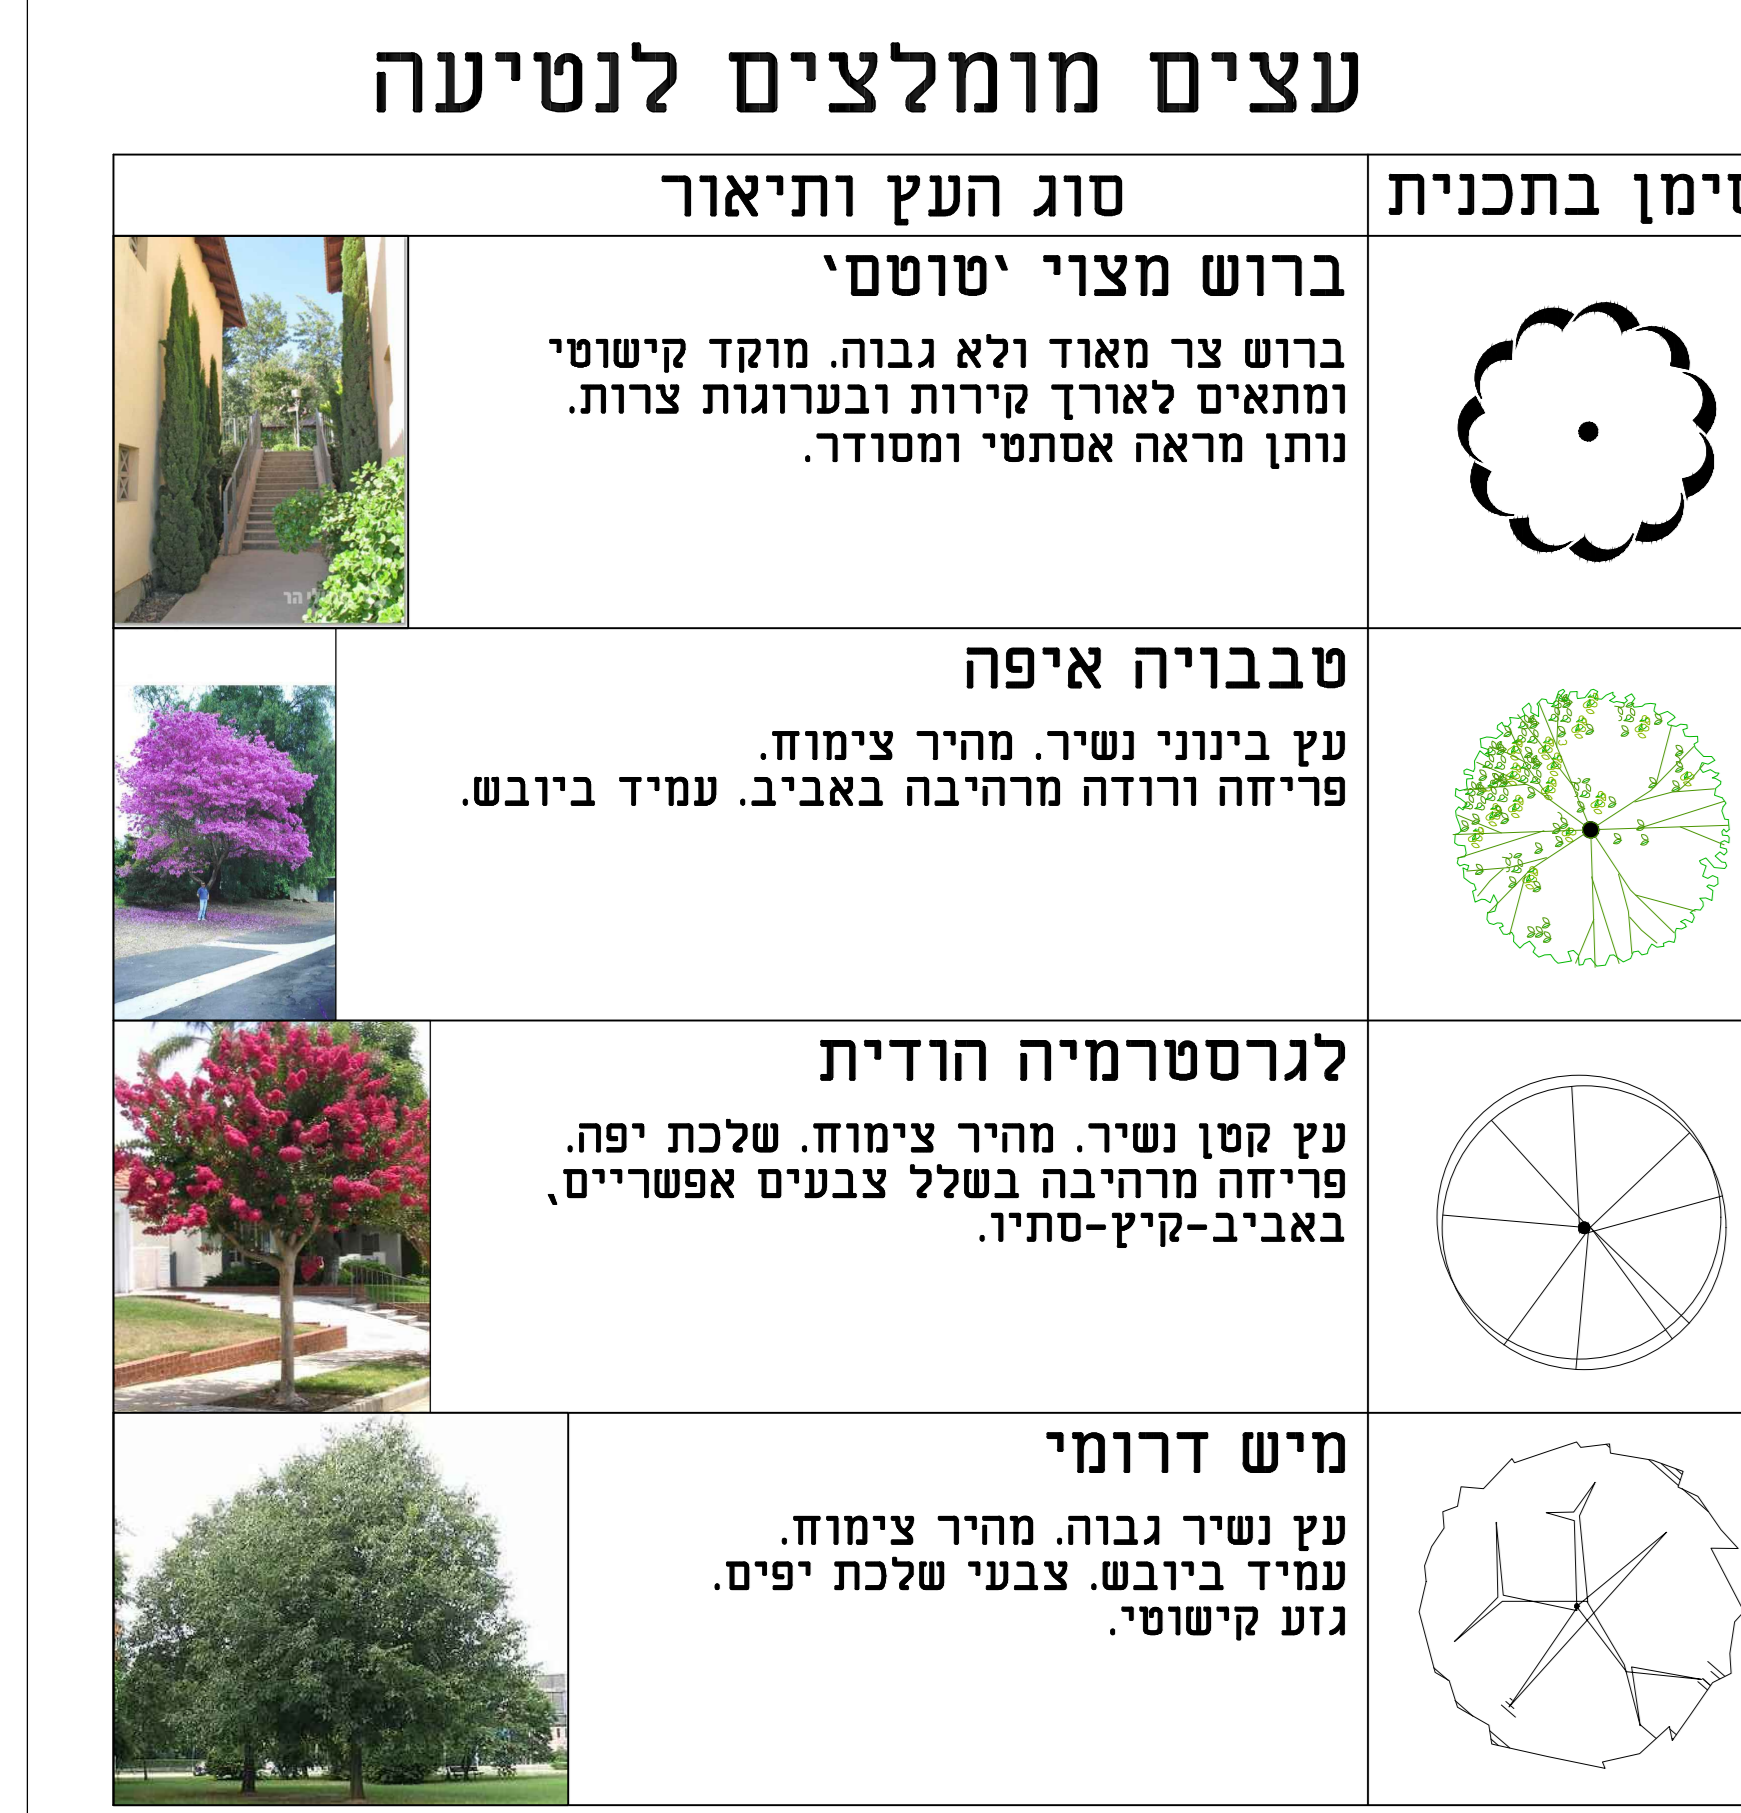 עצים מומלצים לנטיעה
סימן בתכנית
סוג העץ ותיאור
ברוש מצוי 'טוטם'
ברוש צר מאוד ולא גבוה. מוקד קישוטי
ומתאים לאורך קירות ובערוגות צרות.
נותן מראה אסתטי ומסודר.
טבבויה איפה
עץ בינוני נשיר. מהיר צימוח.
פריחה ורודה מרהיבה באביב. עמיד ביובש.
לגרסטרמיה הודית
עץ קטן נשיר. מהיר צימוח. שלכת יפה.
פריחה מרהיבה בשלל צבעים אפשריים,
באביב-קיץ-סתיו.
מיש דרומי
עץ נשיר גבוה. מהיר צימוח.
עמיד ביובש. צבעי שלכת יפים.
גזע קישוטי.